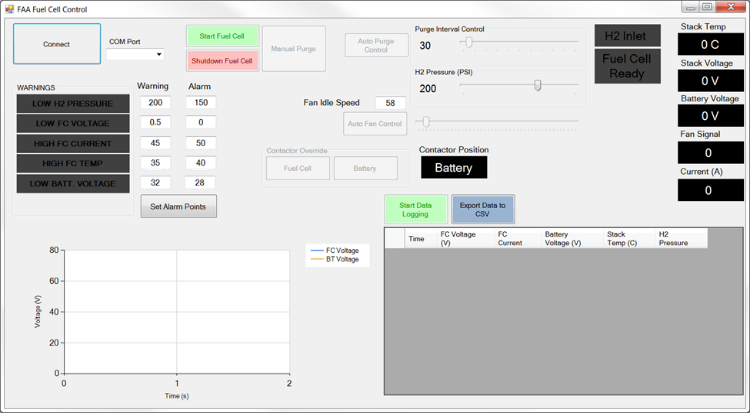 FAA Fuel Cell Control
Connect
COM Port
Start Fuel Cell
Shutdown Fuel Cell
Manual Purge
Auto Purge
Control
Purge Interval Control
30
H2 Pressure (PSI)
200
H2 Inlet
Fuel Cell
Ready
Stack Temp
0 C
Stack Voltage
0 V
Battery Voltage
0 V
Fan Signal
0
Current (A)
0
WARNINGS
Warning Alarm
LOW H2 PRESSURE 200 150
LOW FC VOLTAGE 0.5 0
HIGH FC CURRENT 45 50
HIGH FC TEMP 35 40
LOW BATT. VOLTAGE 32 28
Set Alarm Points
Fan Idle Speed 58
Auto Fan Control
Contactor Override
Fuel Cell Battery
Contactor Position
Battery
Start Data
Logging
Export Data to
CSV
Time
FC Voltage
(V)
FC
Current
Battery
Voltage (V)
Stack
Temp (C)
H2
Pressure
FC Voltage
BT Voltage
Voltage (V)
80
60
40
20
0
0 1 2
Time (s)